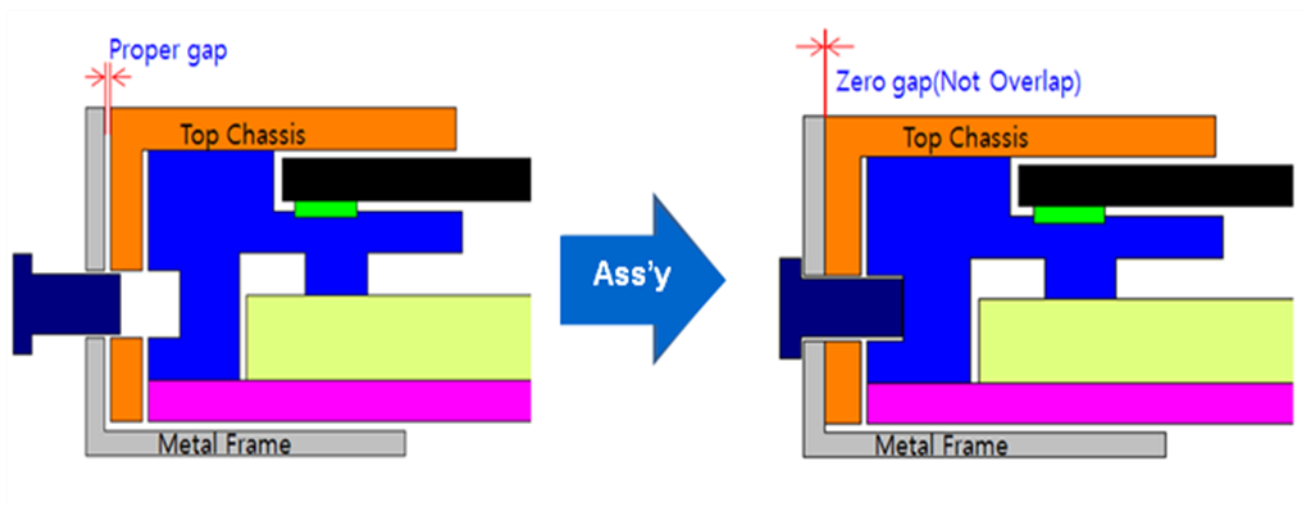 Proper gap
Zero gap(Not Overlap)
Top Chassis
Top Chassis
Ass'y
Metal Frame
Metal Frame